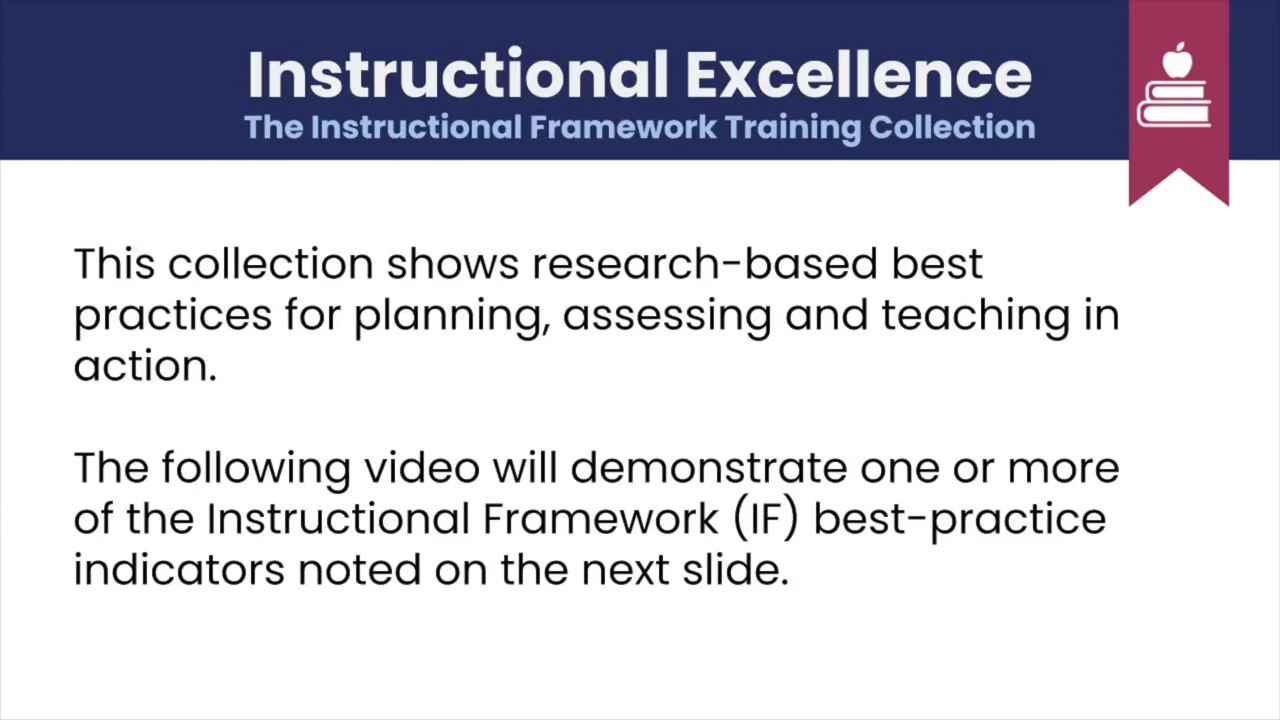 Instructional Excellence
The Instructional Framework Training Collection
This collection shows research-based best
practices for planning, assessing and teaching in
action.
The following video will demonstrate one or more
of the Instructional Framework (IF) best-practice
indicators noted on the next slide.